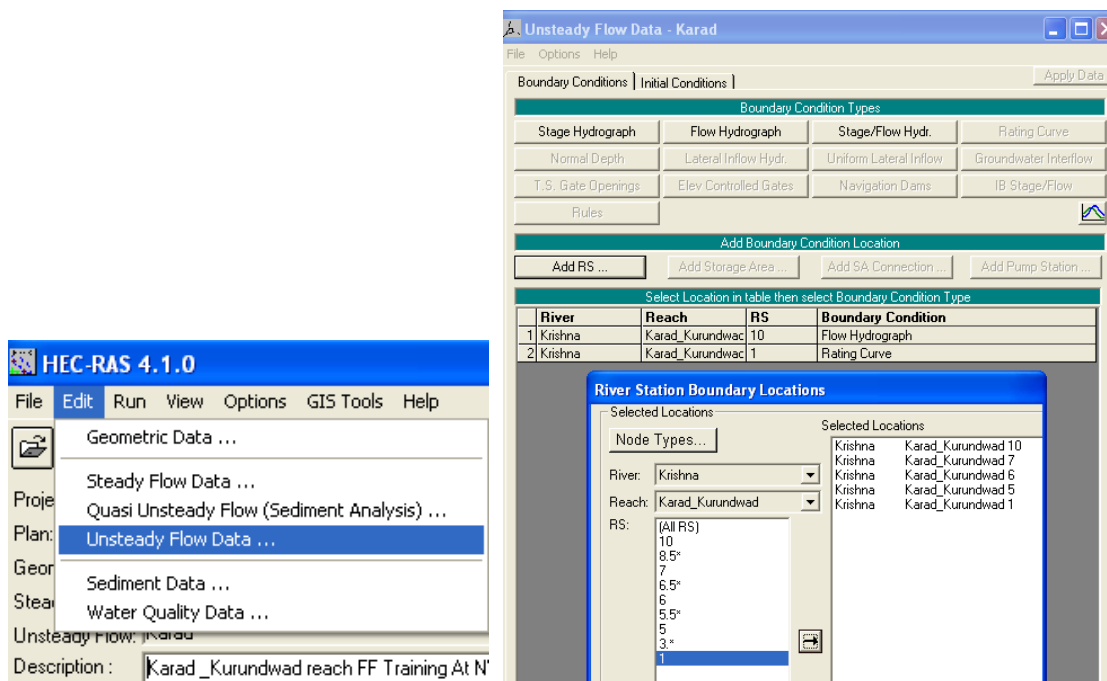 HEC-RAS 4.1.0
File Edit Run View Options GIS Tools Help
Geometric Data ...
Steady Flow Data ...
Quasi Unsteady Flow (Sediment Analysis) ...
Unsteady Flow Data ...
Sediment Data ...
Water Quality Data ...
Proje
Plan:
Geor
Stea
Unsteady Flow: Karad
Description : Karad _Kurundwad reach FF Training At N
Unsteady Flow Data - Karad
File Options Help
Boundary Conditions Initial Conditions Apply Data
Boundary Condition Types
Stage Hydrograph Flow Hydrograph Stage/Flow Hydr. Rating Curve
Normal Depth Lateral Inflow Hydr. Uniform Lateral Inflow Groundwater Interflow
T.S. Gate Openings Elev Controlled Gates Navigation Dams IB Stage/Flow
Rules
Add Boundary Condition Location
Add RS ... Add Storage Area ... Add SA Connection ... Add Pump Station ...
Select Location in table then select Boundary Condition Type
River Reach RS Boundary Condition
1 Krishna Karad_Kurundwac 10 Flow Hydrograph
2 Krishna Karad_Kurundwac 1 Rating Curve
River Station Boundary Locations
Selected Locations
Node Types...
River: Krishna
Reach: Karad_Kurundwad
RS: (All RS)
10
8.5*
7
6.5*
6
5.5*
5
3.*
1
Selected Locations
Krishna Karad_Kurundwad 10
Krishna Karad_Kurundwad 7
Krishna Karad_Kurundwad 6
Krishna Karad_Kurundwad 5
Krishna Karad_Kurundwad 1